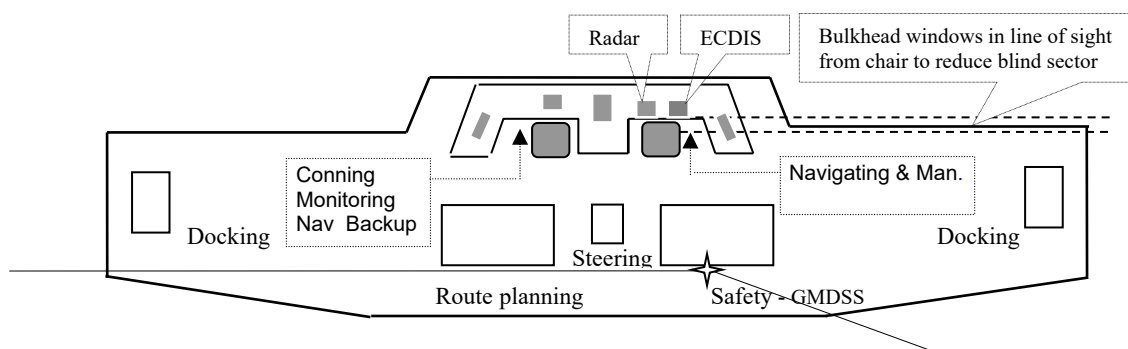 Radar
ECDIS
Bulkhead windows in line of sight
from chair to reduce blind sector
Conning
Monitoring
Nav Backup
Navigating & Man.
Docking
Steering
Docking
Route planning
Safety - GMDSS